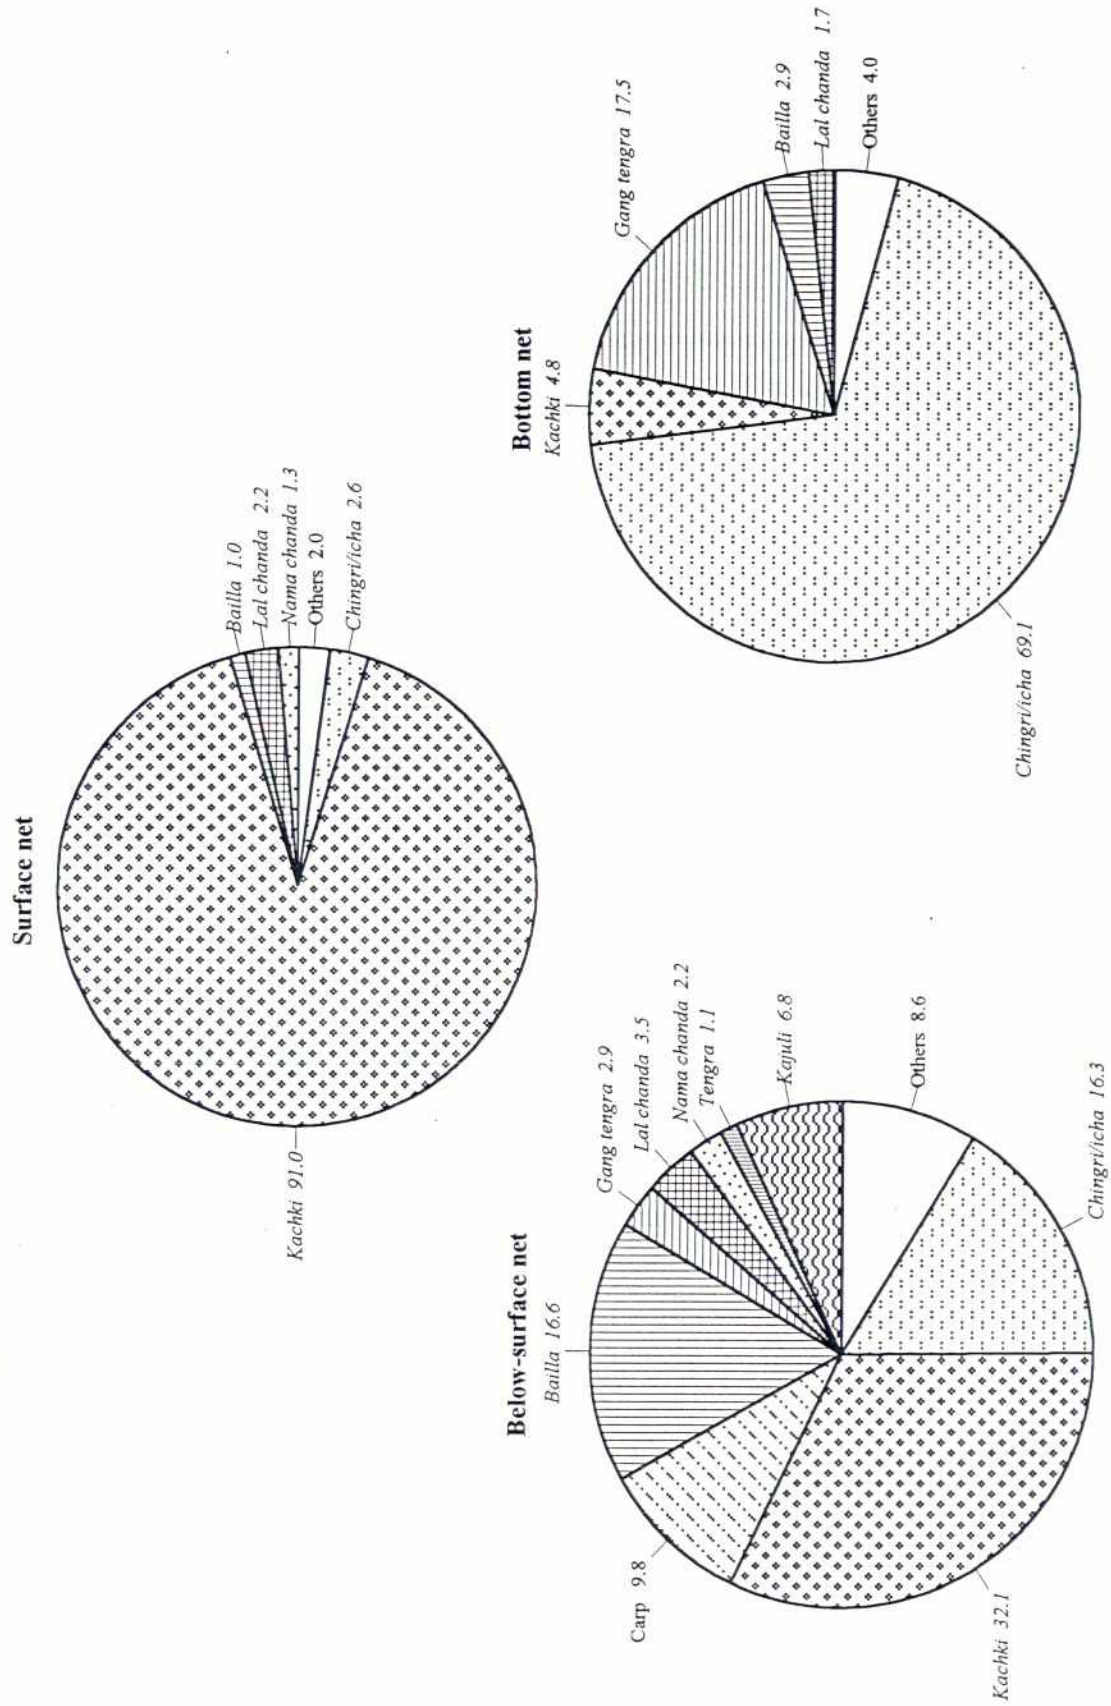 Surface net
Bailla 1.0
Lal chanda 2.2
Nama chanda 1.3
Others 2.0
Chingri/icha 2.6
Kachki 91.0
Below-surface net
Bailla 16.6
Gang tengra 2.9
Lal chanda 3.5
Nama chanda 2.2
Tengra 1.1
Kajuli 6.8
Others 8.6
Chingri/icha 16.3
Kachki 32.1
Carp 9.8
Bottom net
Kachki 4.8
Gang tengra 17.5
Bailla 2.9
Lal chanda 1.7
Others 4.0
Chingri/icha 69.1